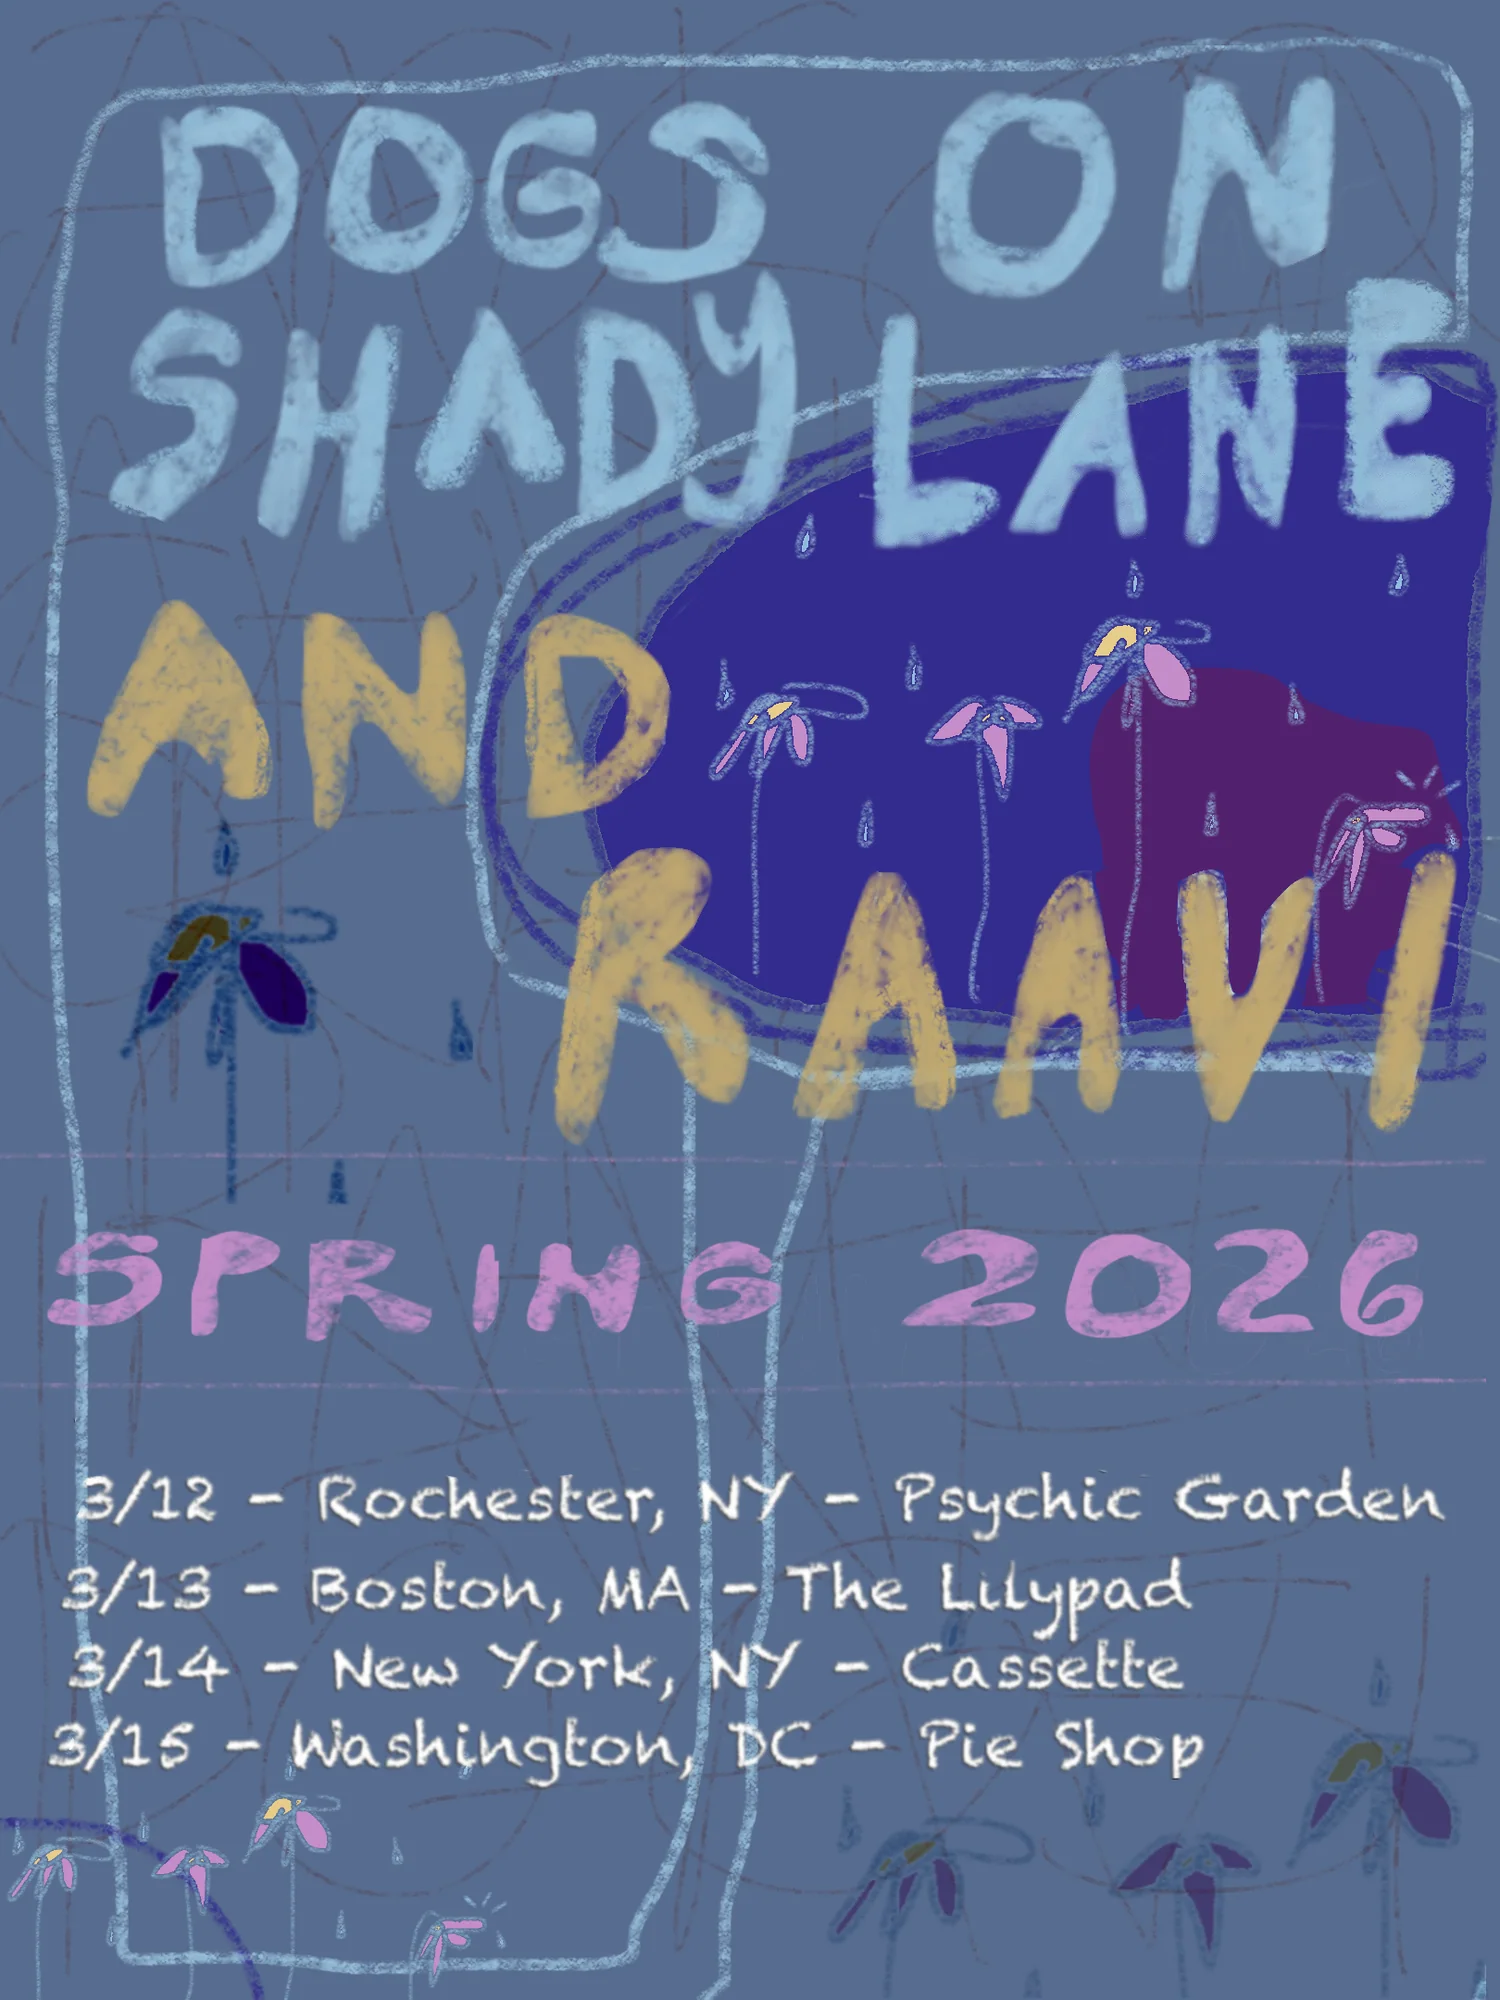 DOGS ON
SHADY LANE
AND
RAAVI
SPRING 2026
3/12 - Rochester, NY - Psychic Garden
3/13 - Boston, MA - The Lilypad
3/14 - New York, NY - Cassette
3/15 - Washington, DC - Pie Shop